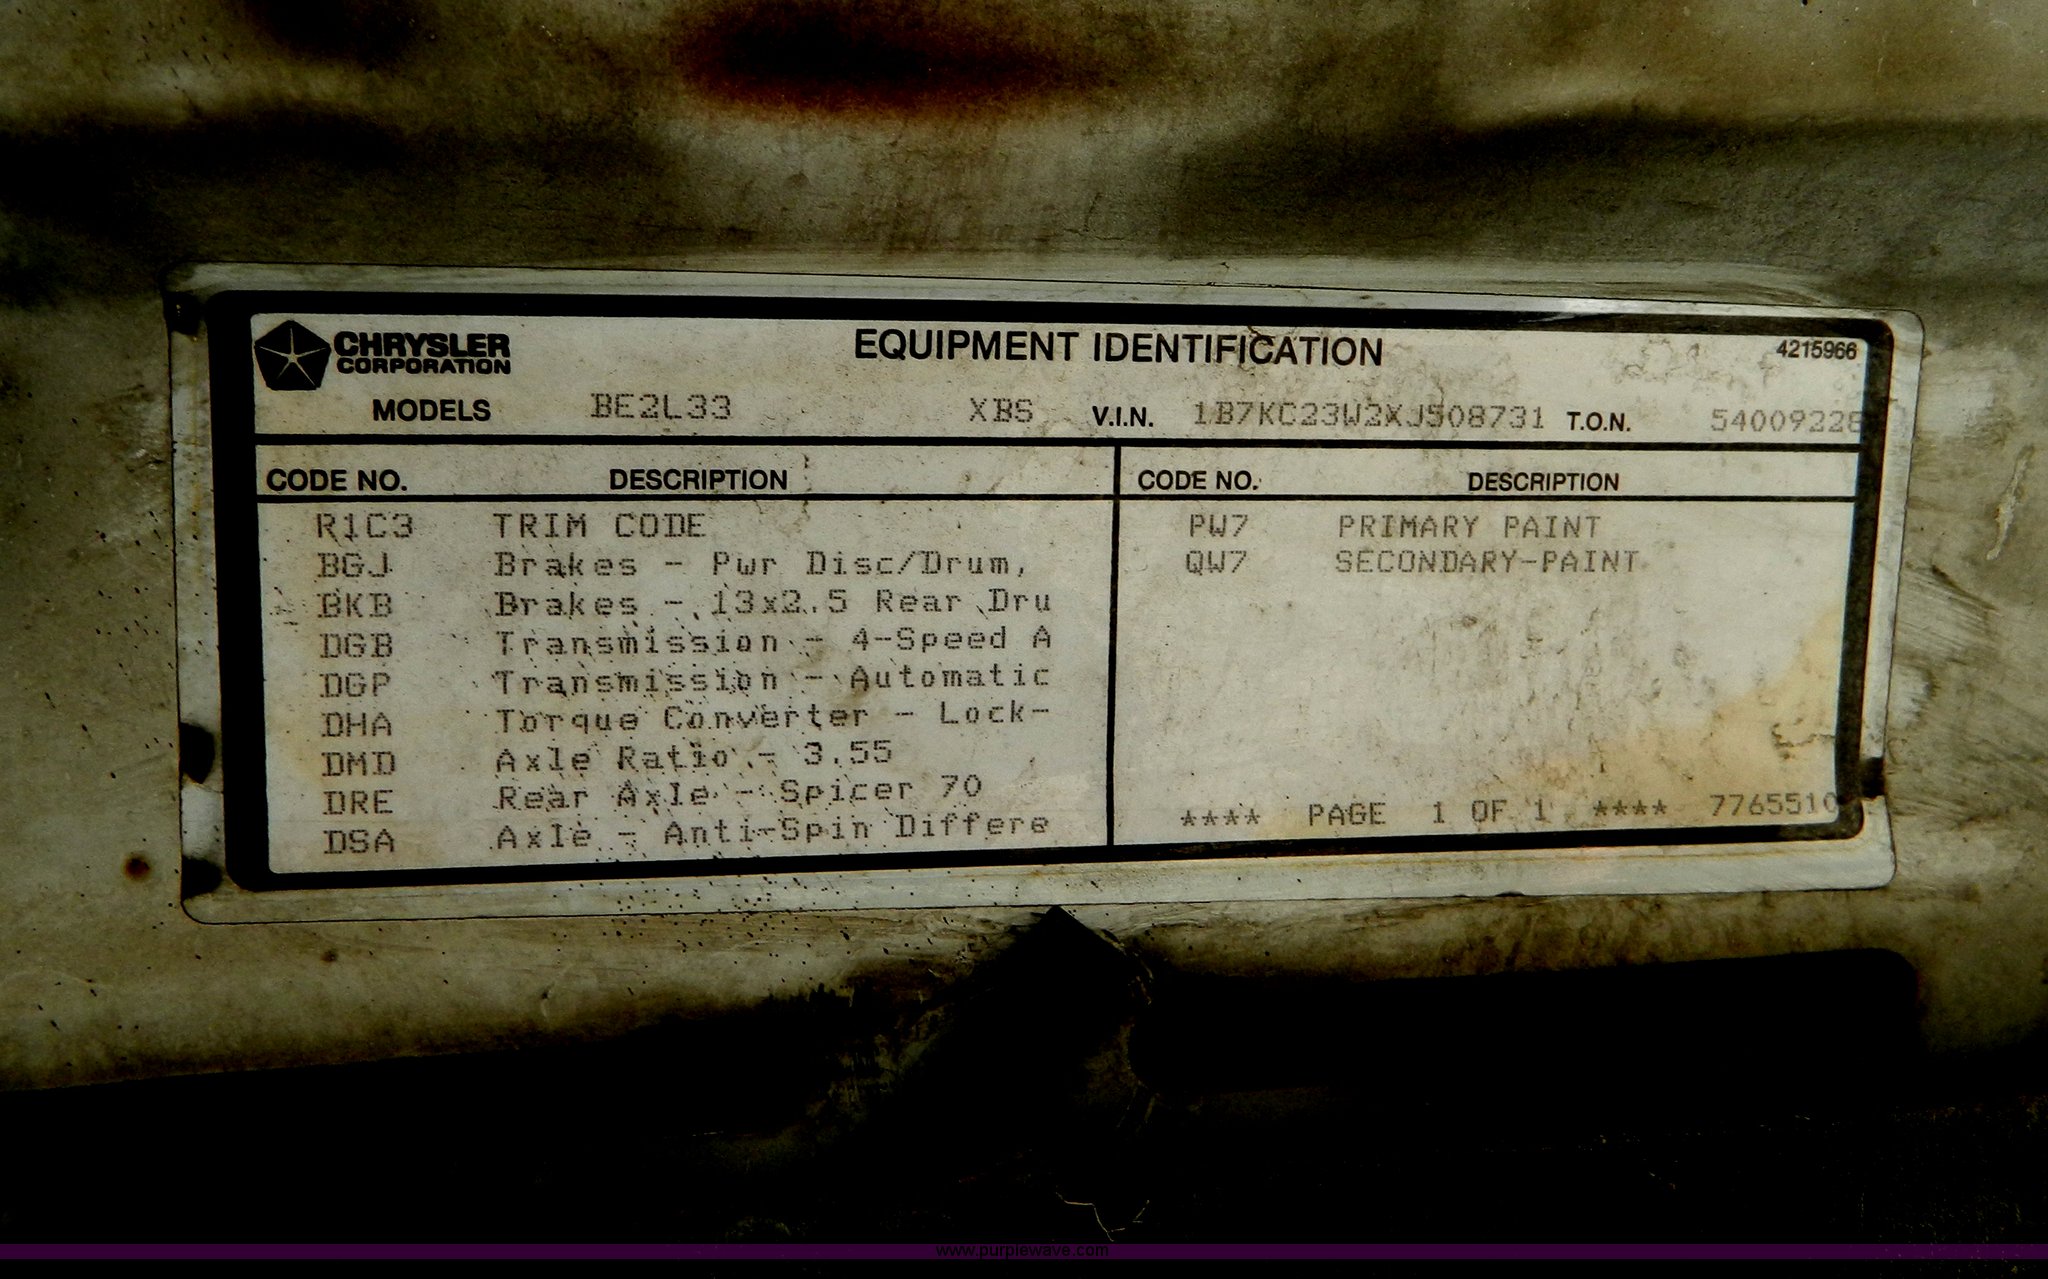 CHRYSLER
CORPORATION
EQUIPMENT IDENTIFICATION
4215966
MODELS BE2L33 XBS V.I.N. 1B7KC23W2XJ508731 T.O.N. 54009228
CODE NO. DESCRIPTION CODE NO. DESCRIPTION
R1C3 TRIM CODE PW7 PRIMARY PAINT
BGJ Brakes - Pwr Disc/Drum, QW7 SECONDARY-PAINT
BKB Brakes - 13x2.5 Rear Dru
DGB Transmission - 4-Speed A
DGP Transmission - Automatic
DHA Torque Converter - Lock-
DMD Axle Ratio - 3.55
DRE Rear Axle - Spicer 70
DSA Axle - Anti-Spin Differe
**** PAGE 1 OF 1 **** 7765510
www.purplewave.com